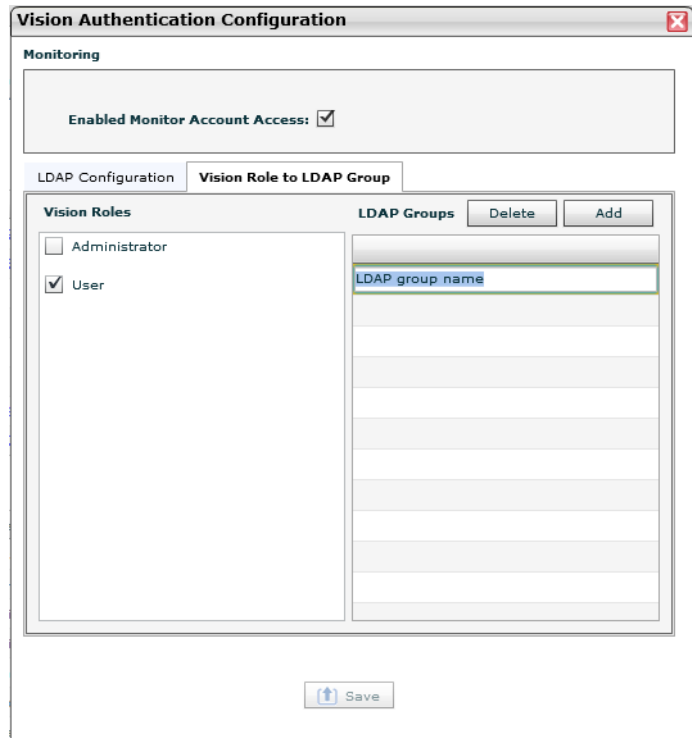 Vision Authentication Configuration
Monitoring
Enabled Monitor Account Access:
LDAP Configuration
Vision Role to LDAP Group
Vision Roles
LDAP Groups
Delete
Add
Administrator
User
LDAP group name
Save